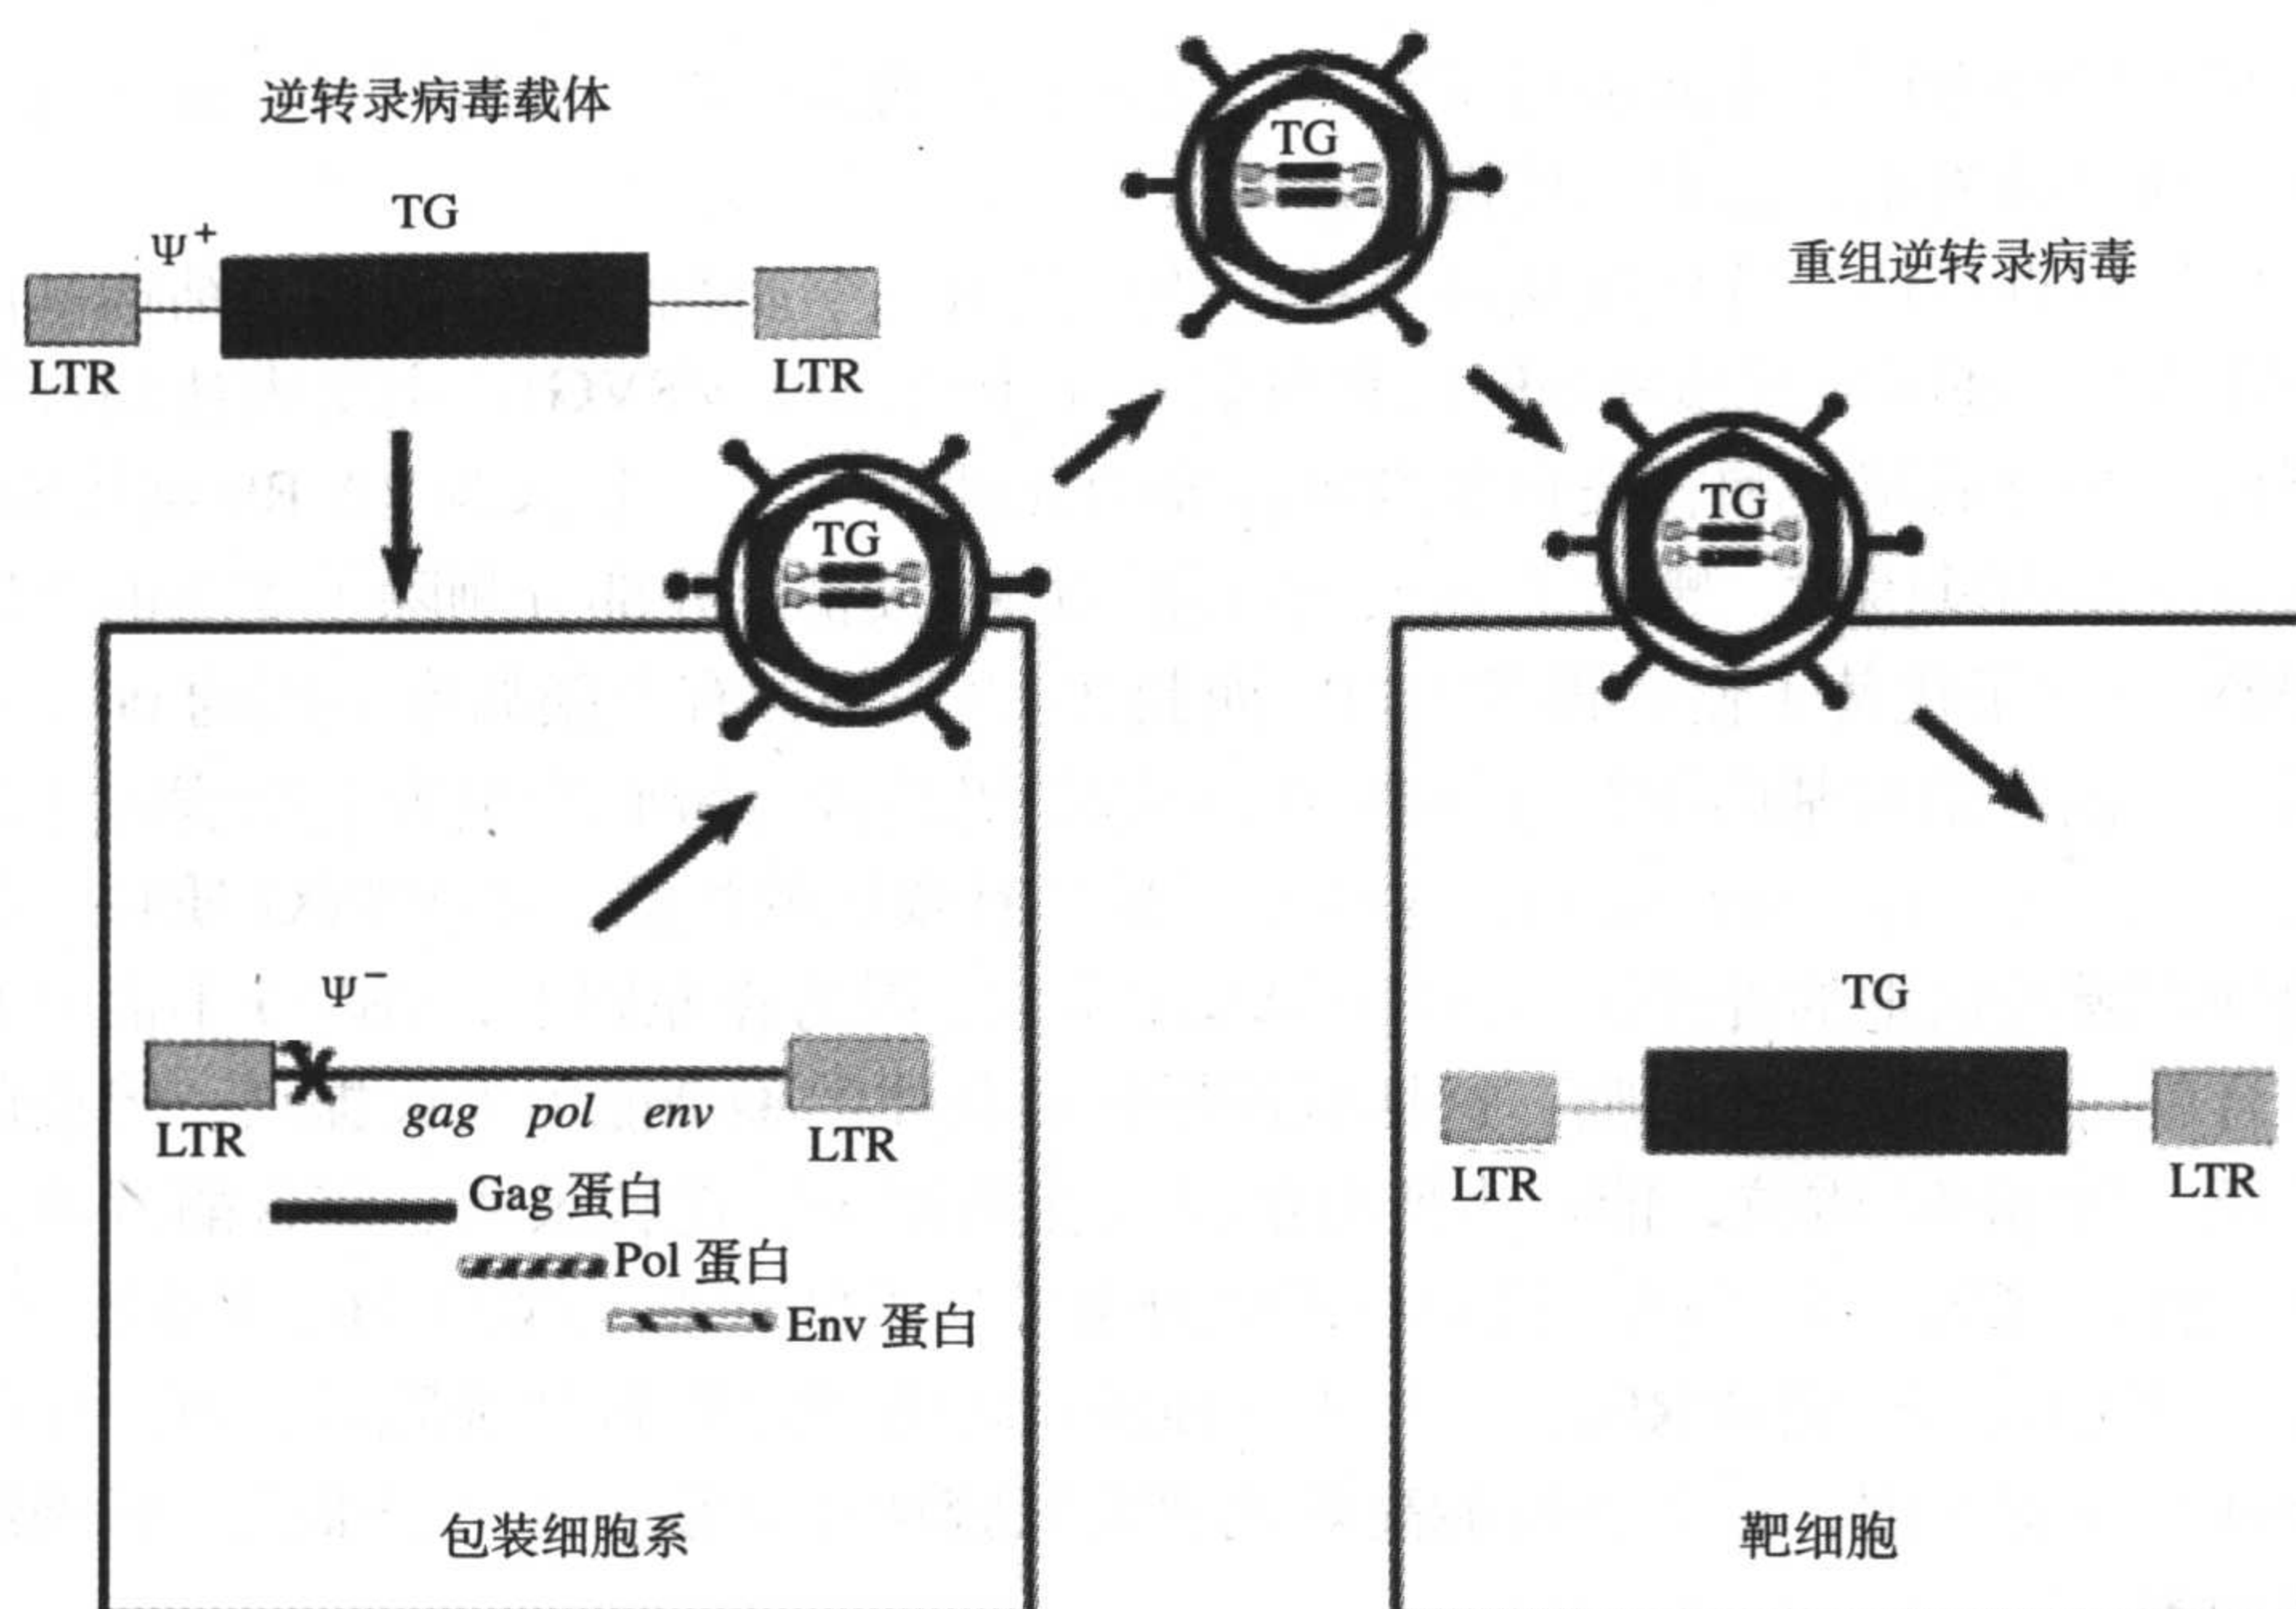 逆转录病毒载体
Ψ+
TG
LTR
LTR
TG
重组逆转录病毒
TG
TG
Ψ−
LTR
gag pol env
LTR
Gag 蛋白
Pol 蛋白
Env 蛋白
包装细胞系
TG
LTR
LTR
靶细胞